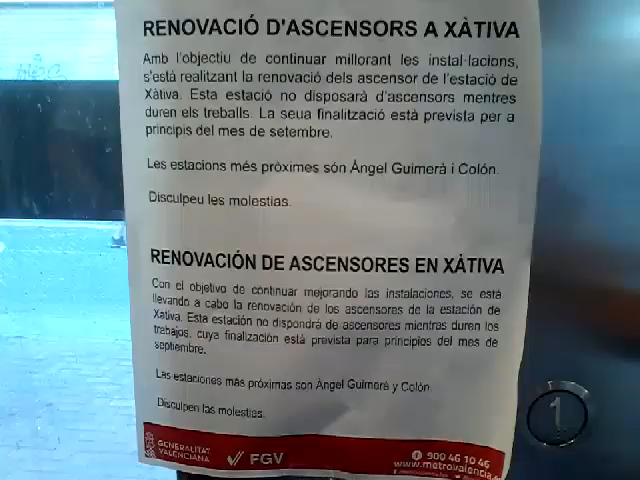 RENOVACIÓ D'ASCENSORS A XÀTIVA
Amb l'objectiu de continuar millorant les instal·lacions,
s'està realitzant la renovació dels ascensor de l'estació de
Xàtiva. Esta estació no disposarà d'ascensors mentres
duren els treballs. La seua finalització està prevista per a
principis del mes de setembre.
Les estacions més pròximes són Àngel Guimerà i Colón.
Disculpeu les molesties.
RENOVACIÓN DE ASCENSORES EN XÀTIVA
Con el objetivo de continuar mejorando las instalaciones, se está
llevando a cabo la renovación de los ascensores de la estación de
Xàtiva. Esta estación no dispondrá de ascensores mientras duren los
trabajos, cuya finalización está prevista para principios del mes de
septiembre.
Las estaciones más próximas son Àngel Guimerà y Colón.
Disculpen las molestias.
GENERALITAT
VALENCIANA
FGV
900 46 10 46
www.metrovalencia.es
1